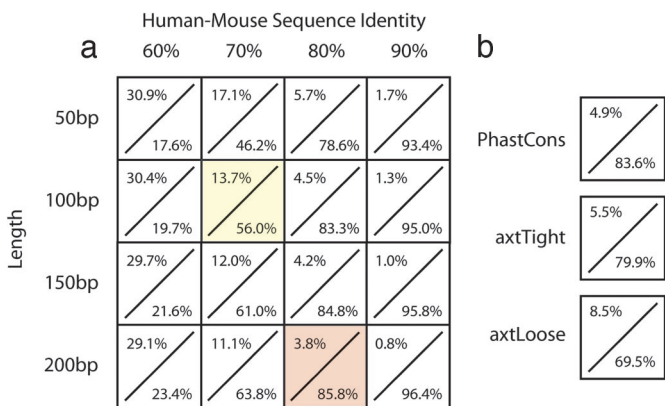 Human-Mouse Sequence Identity
a
60% 70% 80% 90%
50bp
30.9% 17.1% 5.7% 1.7%
17.6% 46.2% 78.6% 93.4%
100bp
30.4% 13.7% 4.5% 1.3%
19.7% 56.0% 83.3% 95.0%
150bp
29.7% 12.0% 4.2% 1.0%
21.6% 61.0% 84.8% 95.8%
200bp
29.1% 11.1% 3.8% 0.8%
23.4% 63.8% 85.8% 96.4%
Length
b
PhastCons
4.9%
83.6%
axtTight
5.5%
79.9%
axtLoose
8.5%
69.5%